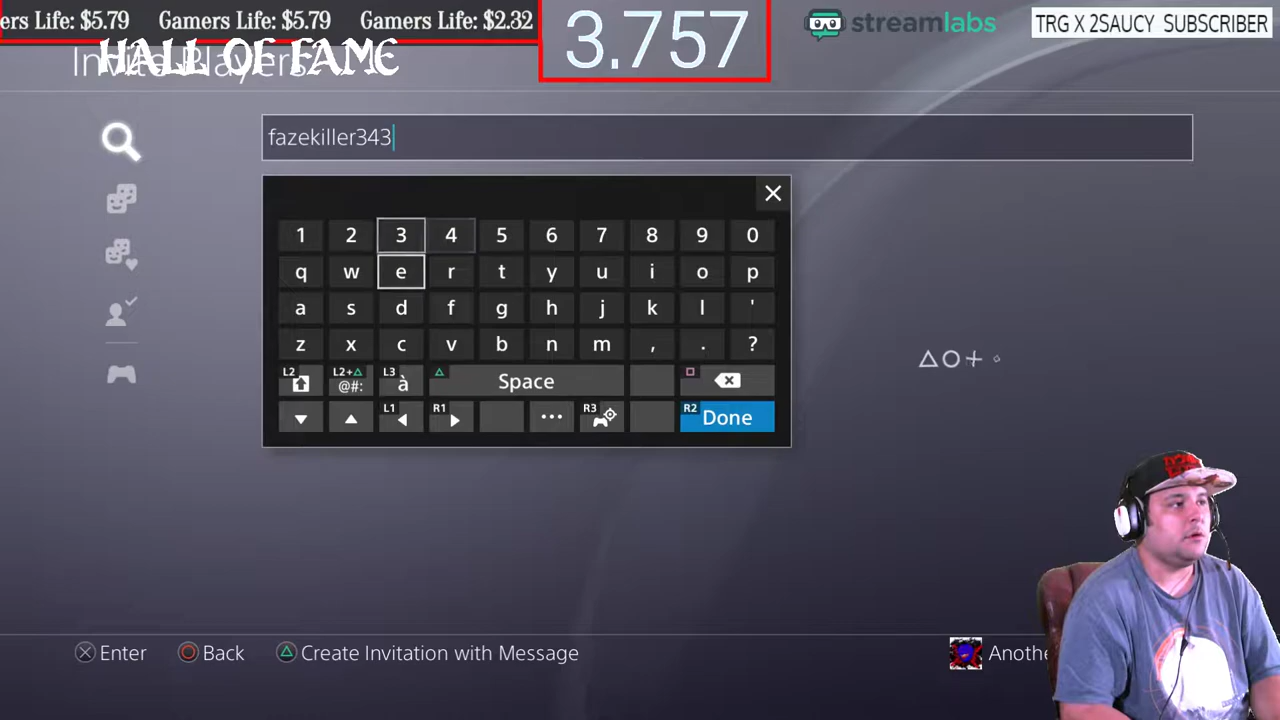 ers Life: $5.79 Gamers Life: $5.79 Gamers Life: $2.32
3.757
streamlabs
TRG X 2SAUCY SUBSCRIBER
HALL OF FAME
Invite Players
fazekiller343
1 2 3 4 5 6 7 8 9 0
q w e r t y u i o p
a s d f g h j k l '
z x c v b n m , . ?
L2 L2+△ @#: L3 à △ Space
L1 R1 ... R3 R2 Done
Enter Back Create Invitation with Message
Anothe